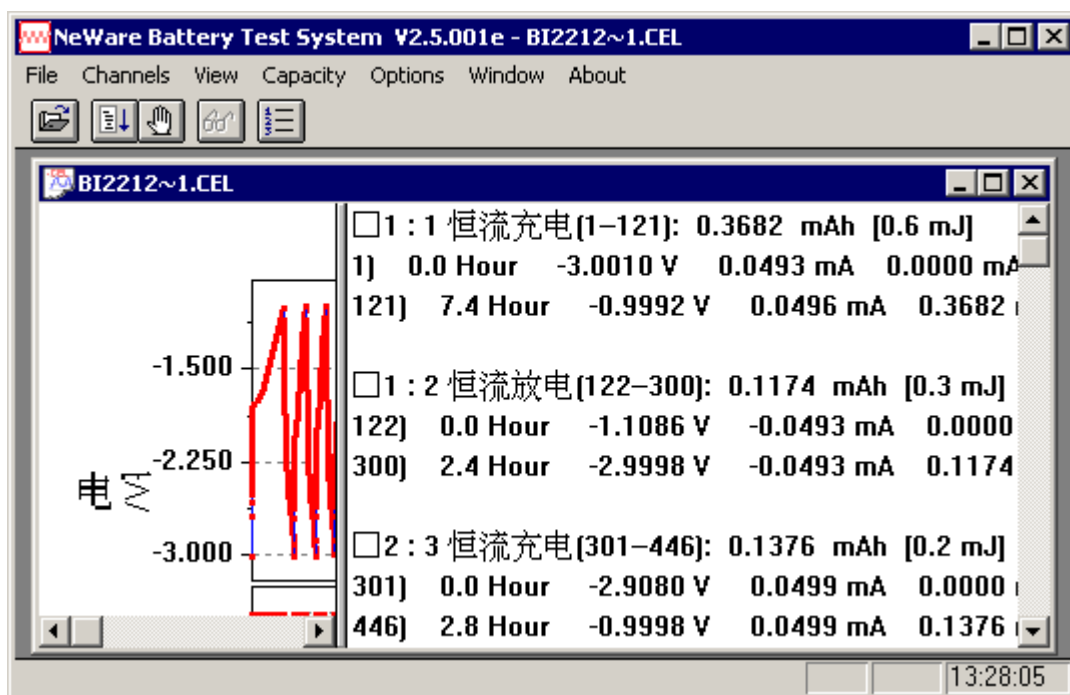 NeWare Battery Test System V2.5.001e - BI2212~1.CEL
File Channels View Capacity Options Window About
BI2212~1.CEL
-1.500
-2.250
-3.000
电
□1 : 1 恒流充电(1–121): 0.3682 mAh [0.6 mJ]
1) 0.0 Hour -3.0010 V 0.0493 mA 0.0000 mA
121) 7.4 Hour -0.9992 V 0.0496 mA 0.3682
□1 : 2 恒流放电(122–300): 0.1174 mAh [0.3 mJ]
122) 0.0 Hour -1.1086 V -0.0493 mA 0.0000
300) 2.4 Hour -2.9998 V -0.0493 mA 0.1174
□2 : 3 恒流充电(301–446): 0.1376 mAh [0.2 mJ]
301) 0.0 Hour -2.9080 V 0.0499 mA 0.0000
446) 2.8 Hour -0.9998 V 0.0499 mA 0.1376
13:28:05